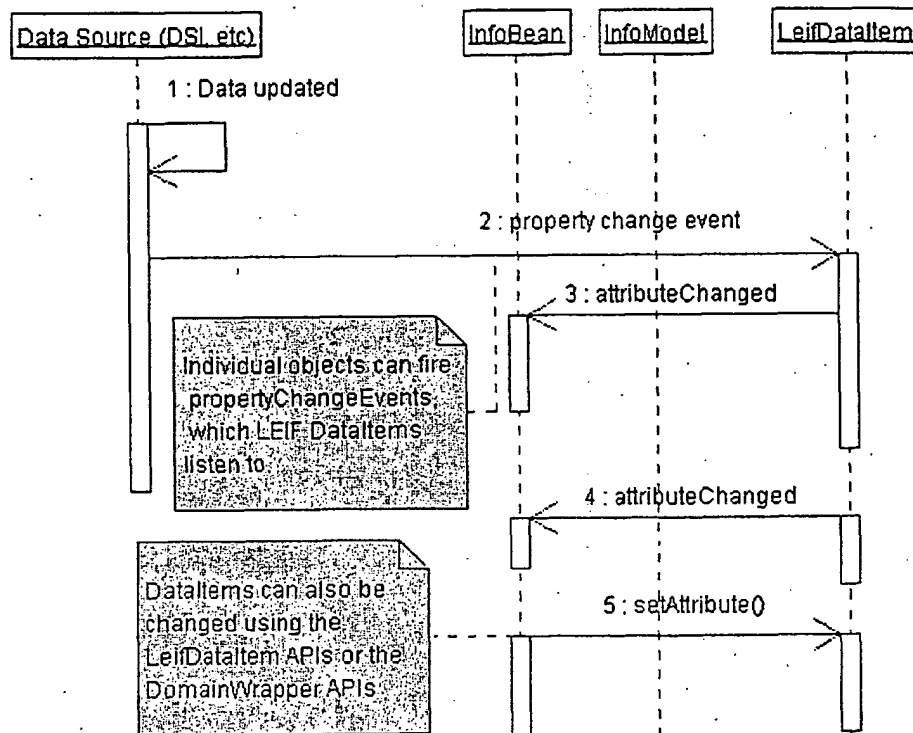 Data Source (DSI, etc)
InfoBean
InfoModel
LeifDataItem
1 : Data updated
2 : property change event
3 : attributeChanged
Individual objects can fire
propertyChangeEvents,
which LEIF DataItems
listen to
4 : attributeChanged
DataItems can also be
changed using the
LeifDataItem APIs or the
DomainWrapper APIs
5 : setAttribute()